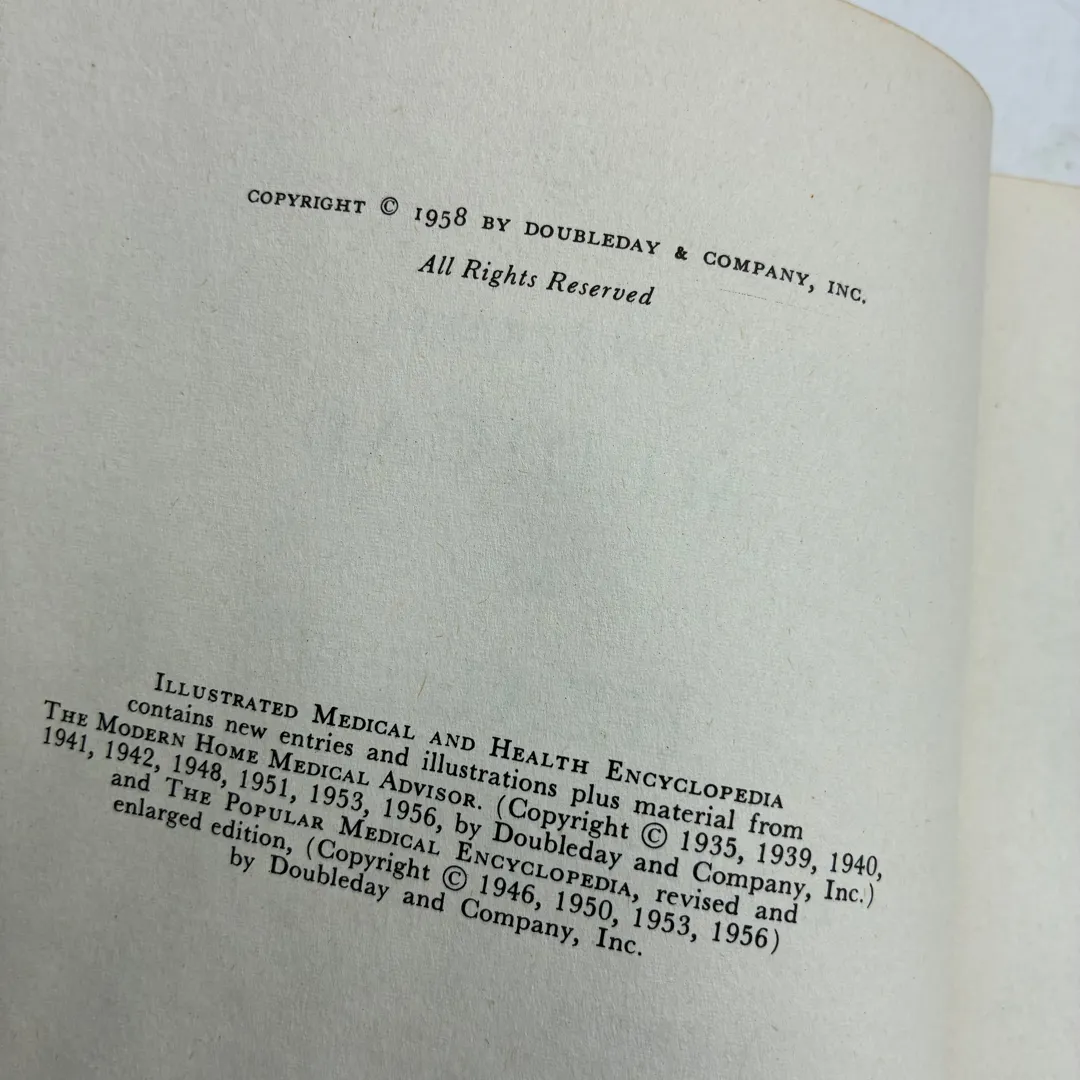 COPYRIGHT © 1958 BY DOUBLEDAY & COMPANY, INC.
All Rights Reserved
ILLUSTRATED MEDICAL AND HEALTH ENCYCLOPEDIA
contains new entries and illustrations plus material from
THE MODERN HOME MEDICAL ADVISOR. (Copyright © 1935, 1939, 1940,
1941, 1942, 1948, 1951, 1953, 1956, by Doubleday and Company, Inc.)
and THE POPULAR MEDICAL ENCYCLOPEDIA, revised and
enlarged edition, (Copyright © 1946, 1950, 1953, 1956)
by Doubleday and Company, Inc.